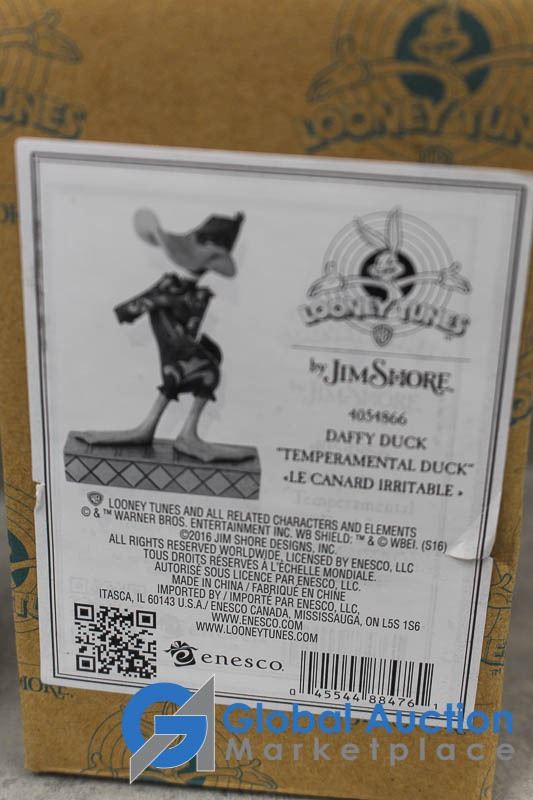 LOONEY TUNES
LOONEY TUNES
by JIM SHORE
4054866
DAFFY DUCK
"TEMPERAMENTAL DUCK"
«LE CANARD IRRITABLE»
LOONEY TUNES AND ALL RELATED CHARACTERS AND ELEMENTS
© & ™ WARNER BROS. ENTERTAINMENT INC. WB SHIELD: ™ & © WBEI. (S16)
©2016 JIM SHORE DESIGNS, INC.
ALL RIGHTS RESERVED WORLDWIDE, LICENSED BY ENESCO, LLC
TOUS DROITS RÉSERVÉS À L'ÉCHELLE MONDIALE.
AUTORISÉ SOUS LICENCE PAR ENESCO, LLC.
MADE IN CHINA / FABRIQUÉ EN CHINE
IMPORTED BY / IMPORTÉ PAR ENESCO, LLC,
ITASCA, IL 60143 U.S.A./ ENESCO CANADA, MISSISSAUGA, ON L5S 1S6
WWW.ENESCO.COM
WWW.LOONEYTUNES.COM
enesco.
0 45544 88476 1
Global Auction
Marketplace